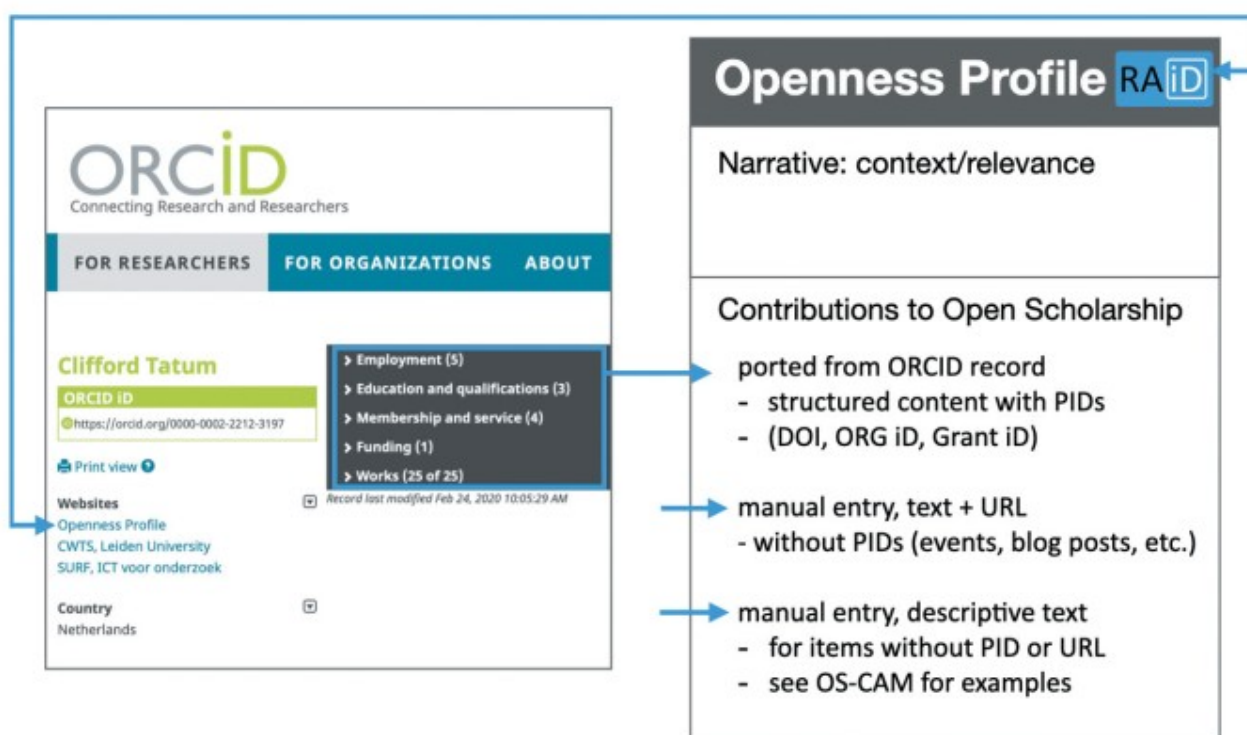 ORCiD
Connecting Research and Researchers
FOR RESEARCHERS FOR ORGANIZATIONS ABOUT
Clifford Tatum
ORCID iD
https://orcid.org/0000-0002-2212-3197
Print view
Websites
Openness Profile
CWTS, Leiden University
SURF, ICT voor onderzoek
Country
Netherlands
> Employment (5)
> Education and qualifications (3)
> Membership and service (4)
> Funding (1)
> Works (25 of 25)
Record last modified Feb 24, 2020 10:05:29 AM
Openness Profile RAiD
Narrative: context/relevance
Contributions to Open Scholarship
ported from ORCID record
- structured content with PIDs
- (DOI, ORG iD, Grant iD)
manual entry, text + URL
- without PIDs (events, blog posts, etc.)
manual entry, descriptive text
- for items without PID or URL
- see OS-CAM for examples